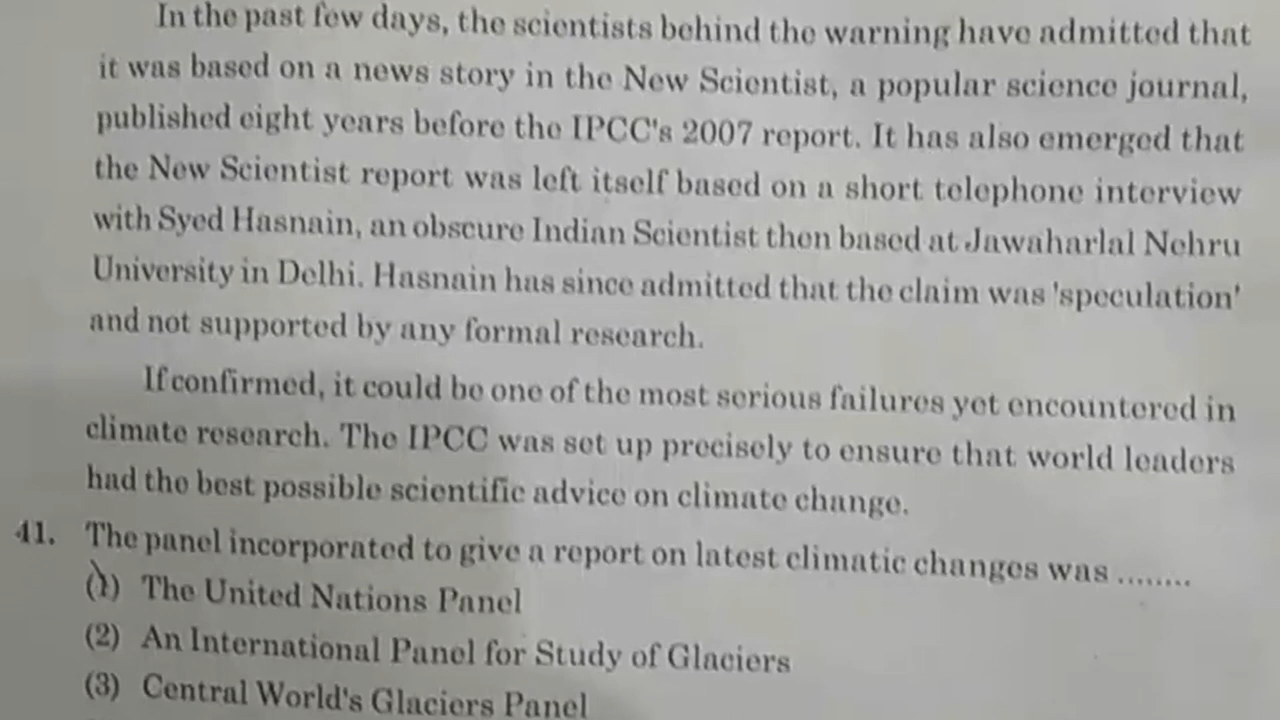 In the past few days, the scientists behind the warning have admitted that
it was based on a news story in the New Scientist, a popular science journal,
published eight years before the IPCC's 2007 report. It has also emerged that
the New Scientist report was left itself based on a short telephone interview
with Syed Hasnain, an obscure Indian Scientist then based at Jawaharlal Nehru
University in Delhi. Hasnain has since admitted that the claim was 'speculation'
and not supported by any formal research.
If confirmed, it could be one of the most serious failures yet encountered in
climate research. The IPCC was set up precisely to ensure that world leaders
had the best possible scientific advice on climate change.
41. The panel incorporated to give a report on latest climatic changes was ........
(1) The United Nations Panel
(2) An International Panel for Study of Glaciers
(3) Central World's Glaciers Panel